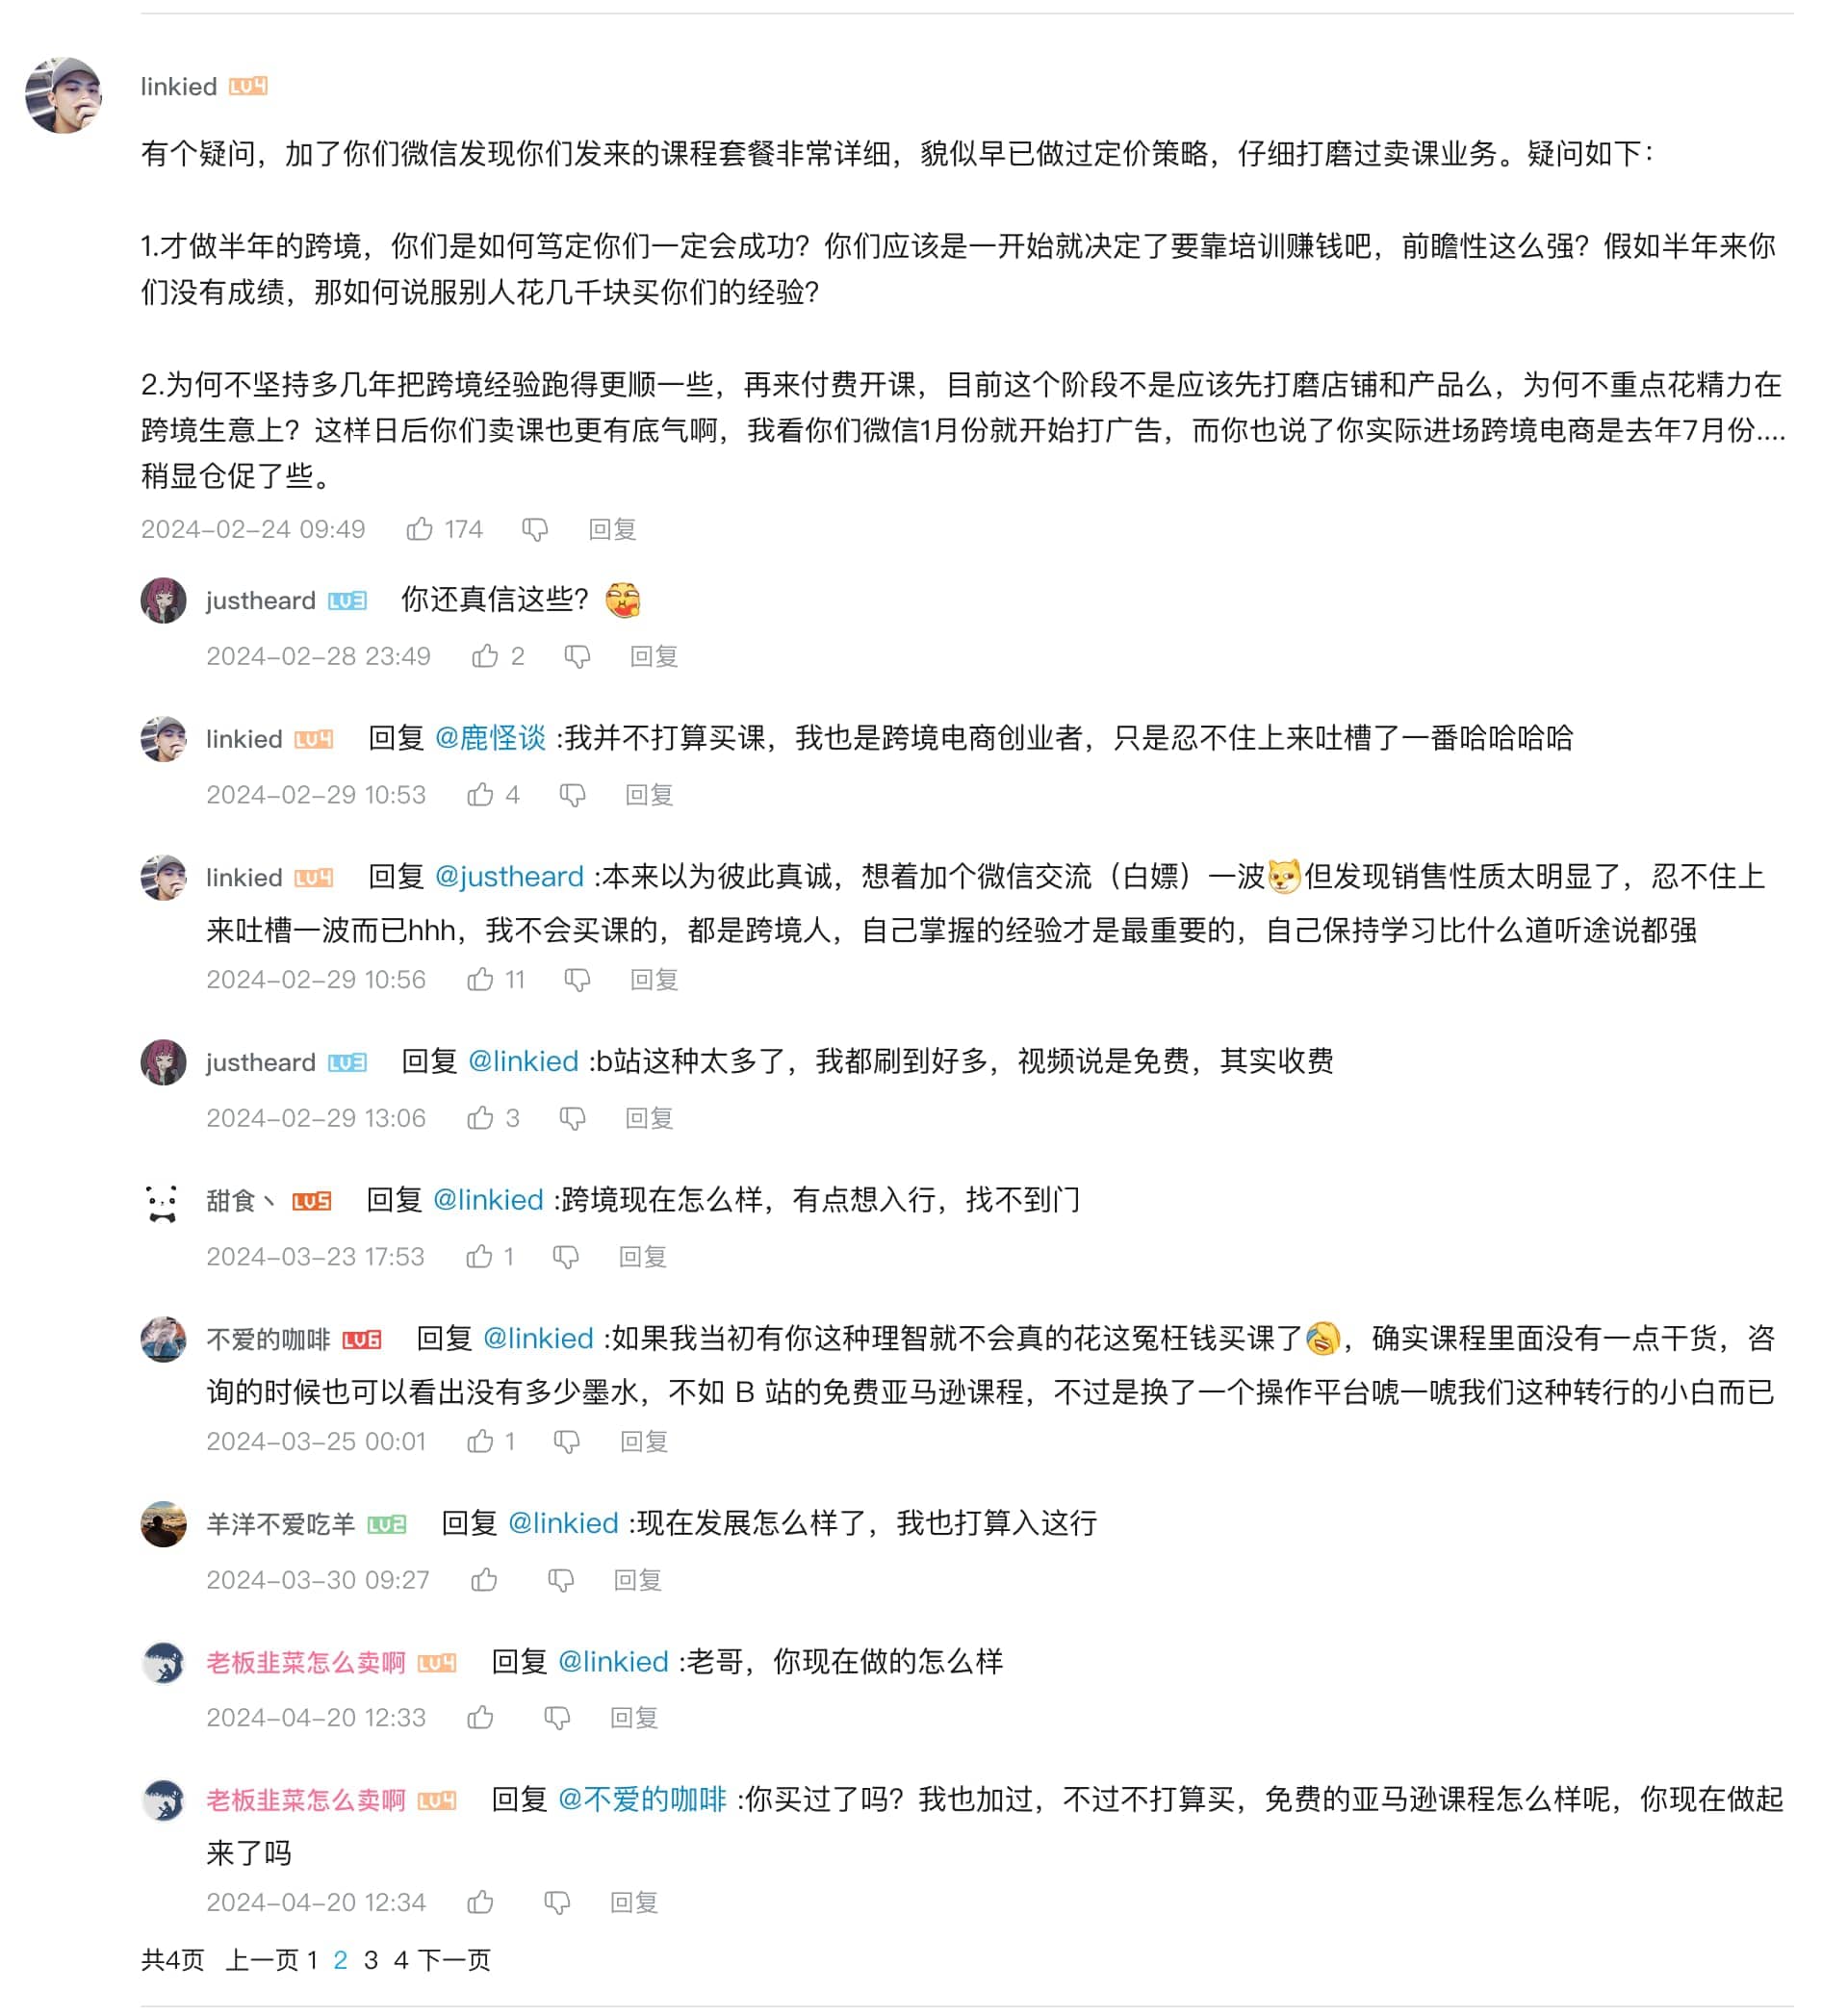 linkied LV4
有个疑问，加了你们微信发现你们发来的课程套餐非常详细，貌似早已做过定价策略，仔细打磨过卖课业务。疑问如下：
1.才做半年的跨境，你们是如何笃定你们一定会成功？你们应该是一开始就决定了要靠培训赚钱吧，前瞻性这么强？假如半年来你
们没有成绩，那如何说服别人花几千块买你们的经验？
2.为何不坚持多几年把跨境经验跑得更顺一些，再来付费开课，目前这个阶段不是应该先打磨店铺和产品么，为何不重点花精力在
跨境生意上？这样日后你们卖课也更有底气啊，我看你们微信1月份就开始打广告，而你也说了你实际进场跨境电商是去年7月份....
稍显仓促了些。
2024-02-24 09:49 174 回复
justheard LV3 你还真信这些？
2024-02-28 23:49 2 回复
linkied LV4 回复 @鹿怪谈 :我并不打算买课，我也是跨境电商创业者，只是忍不住上来吐槽了一番哈哈哈哈
2024-02-29 10:53 4 回复
linkied LV4 回复 @justheard :本来以为彼此真诚，想着加个微信交流（白嫖）一波但发现销售性质太明显了，忍不住上
来吐槽一波而已hhh，我不会买课的，都是跨境人，自己掌握的经验才是最重要的，自己保持学习比什么道听途说都强
2024-02-29 10:56 11 回复
justheard LV3 回复 @linkied :b站这种太多了，我都刷到好多，视频说是免费，其实收费
2024-02-29 13:06 3 回复
甜食丶 LV5 回复 @linkied :跨境现在怎么样，有点想入行，找不到门
2024-03-23 17:53 1 回复
不爱的咖啡 LV6 回复 @linkied :如果我当初有你这种理智就不会真的花这冤枉钱买课了，确实课程里面没有一点干货，咨
询的时候也可以看出没有多少墨水，不如 B 站的免费亚马逊课程，不过是换了一个操作平台唬一唬我们这种转行的小白而已
2024-03-25 00:01 1 回复
羊洋不爱吃羊 LV2 回复 @linkied :现在发展怎么样了，我也打算入这行
2024-03-30 09:27 回复
老板韭菜怎么卖啊 LV4 回复 @linkied :老哥，你现在做的怎么样
2024-04-20 12:33 回复
老板韭菜怎么卖啊 LV4 回复 @不爱的咖啡 :你买过了吗？我也加过，不过不打算买，免费的亚马逊课程怎么样呢，你现在做起
来了吗
2024-04-20 12:34 回复
共4页 上一页 1 2 3 4 下一页